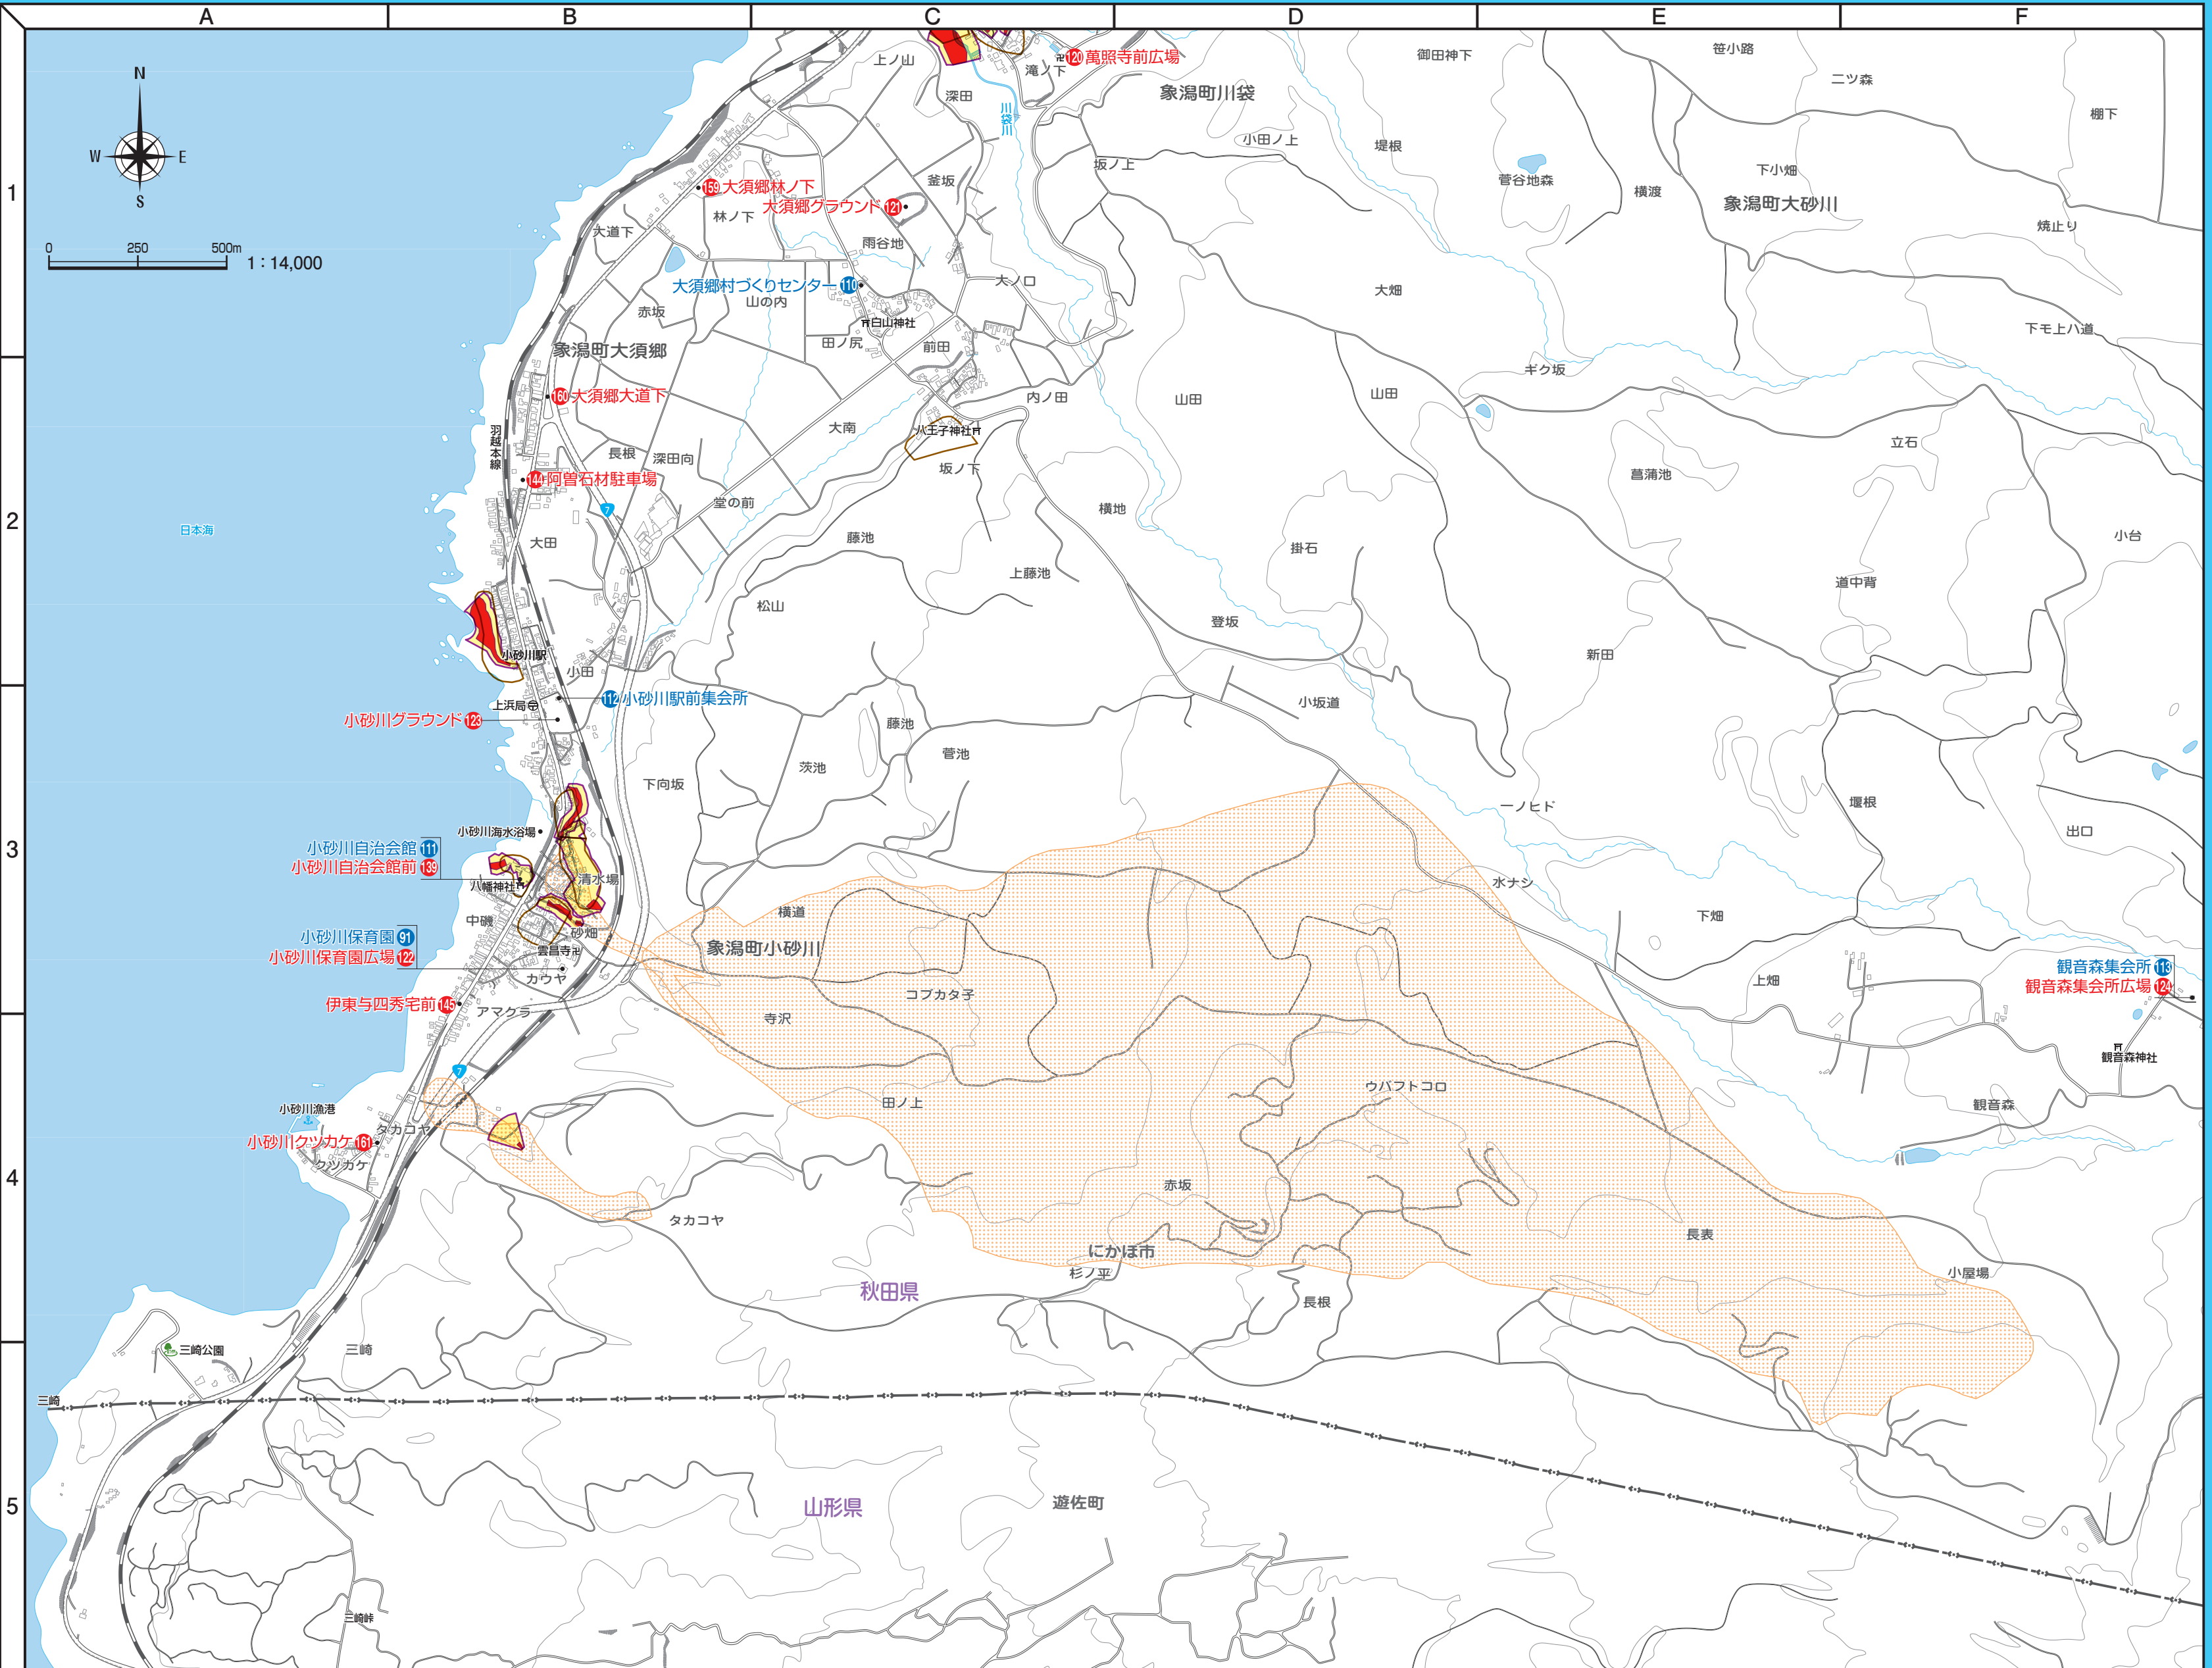 A
B
C
D
E
F
1
2
3
4
5
N
W
E
S
0
250
500m
1：14,000
上ノ山
滝ノ下
120
萬照寺前広場
御田神下
笹小路
二ツ森
棚下
深田
象潟町川袋
小田ノ上
堤根
坂ノ上
菅谷地森
横渡
下小畑
象潟町大砂川
焼止り
釜坂
159
大須郷林ノ下
大須郷グラウンド
121
林ノ下
大道下
雨谷地
大須郷村づくりセンター
110
山の内
大ノ口
大畑
赤坂
白山神社
田ノ尻
前田
下モ上八道
象潟町大須郷
ギク坂
160
大須郷大道下
内ノ田
山田
山田
羽越本線
大南
八王子神社
坂ノ下
立石
長根
深田向
菖蒲池
144
阿曽石材駐車場
堂の前
横地
7
日本海
大田
藤池
掛石
小台
上藤池
道中背
松山
登坂
小砂川駅
小田
新田
上浜局
112
小砂川駅前集会所
小坂道
小砂川グラウンド
123
藤池
菅池
茨池
下向坂
一ノヒド
堰根
出口
小砂川海水浴場
小砂川自治会館
111
小砂川自治会館前
139
八幡神社
清水場
水ナシ
中磯
横道
下畑
小砂川保育園
91
小砂川保育園広場
122
砂畑
雲昌寺
象潟町小砂川
カウヤ
上畑
観音森集会所
113
観音森集会所広場
124
コブカタ子
伊東与四秀宅前
145
アマクラ
寺沢
観音森神社
7
ウバフトコロ
田ノ上
観音森
小砂川漁港
タカコヤ
小砂川クツカケ
161
クツカケ
赤坂
タカコヤ
長表
にかほ市
杉ノ平
小屋場
秋田県
長根
三崎公園
三崎
三崎
山形県
遊佐町
三崎峠